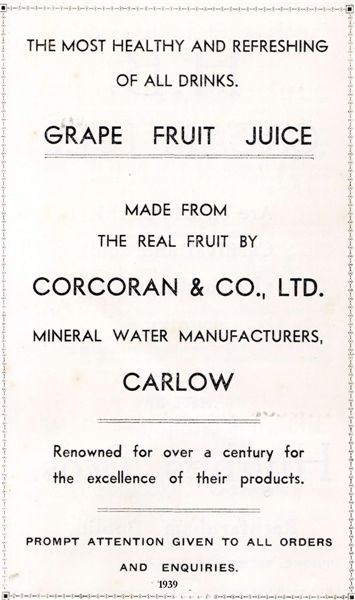 THE MOST HEALTHY AND REFRESHING
OF ALL DRINKS.
GRAPE FRUIT JUICE
MADE FROM
THE REAL FRUIT BY
CORCORAN & CO., LTD.
MINERAL WATER MANUFACTURERS,
CARLOW
Renowned for over a century for
the excellence of their products.
PROMPT ATTENTION GIVEN TO ALL ORDERS
AND ENQUIRIES.
1939